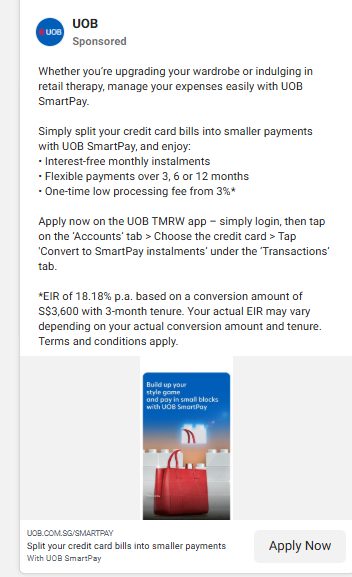 UOB
UOB
Sponsored
Whether you're upgrading your wardrobe or indulging in
retail therapy, manage your expenses easily with UOB
SmartPay.
Simply split your credit card bills into smaller payments
with UOB SmartPay, and enjoy:
• Interest-free monthly instalments
• Flexible payments over 3, 6 or 12 months
• One-time low processing fee from 3%*
Apply now on the UOB TMRW app – simply login, then tap
on the 'Accounts' tab > Choose the credit card > Tap
'Convert to SmartPay instalments' under the 'Transactions'
tab.
*EIR of 18.18% p.a. based on a conversion amount of
S$3,600 with 3-month tenure. Your actual EIR may vary
depending on your actual conversion amount and tenure.
Terms and conditions apply.
Build up your
style game
and pay in small blocks
with UOB SmartPay
UOB.COM.SG/SMARTPAY
Split your credit card bills into smaller payments
With UOB SmartPay
Apply Now